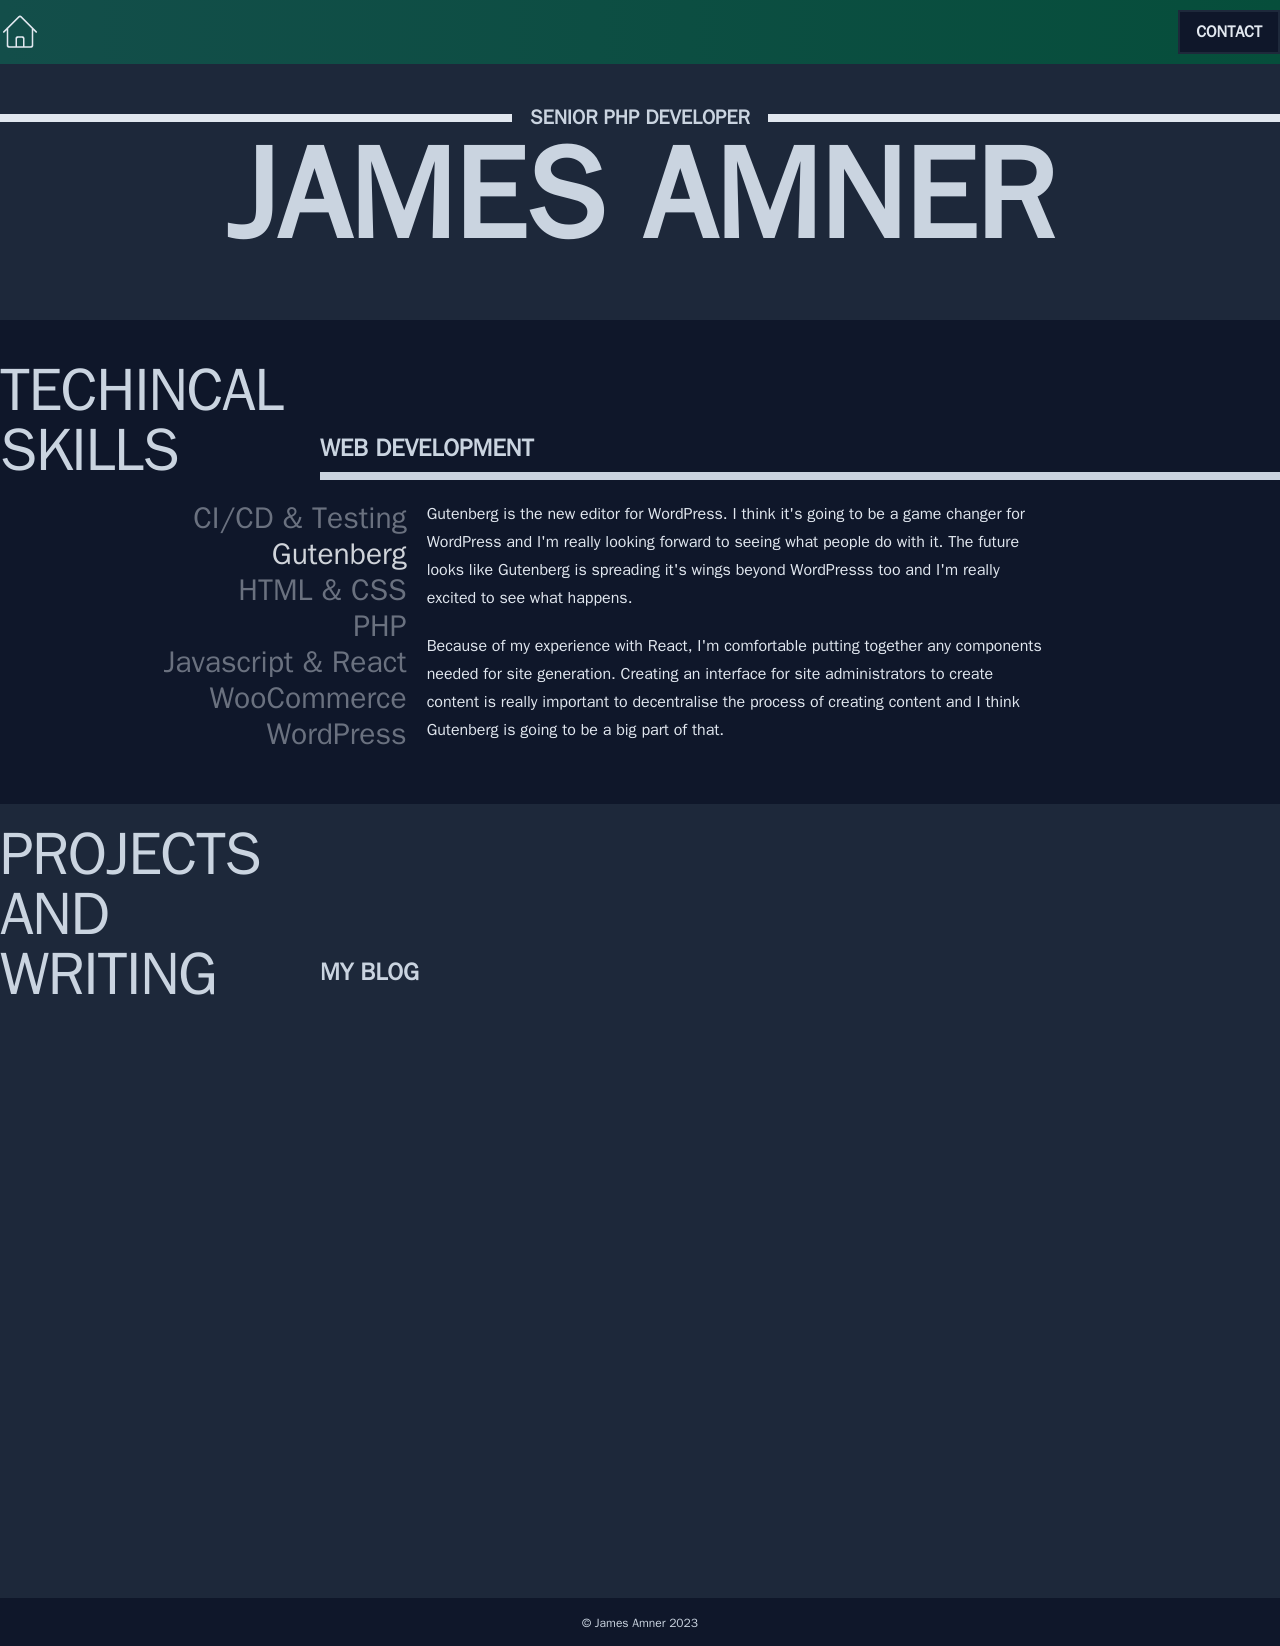 CONTACT
SENIOR PHP DEVELOPER
JAMES AMNER
TECHINCAL
SKILLS
WEB DEVELOPMENT
CI/CD & Testing
Gutenberg
HTML & CSS
PHP
Javascript & React
WooCommerce
WordPress
Gutenberg is the new editor for WordPress. I think it's going to be a game changer for
WordPress and I'm really looking forward to seeing what people do with it. The future
looks like Gutenberg is spreading it's wings beyond WordPresss too and I'm really
excited to see what happens.
Because of my experience with React, I'm comfortable putting together any components
needed for site generation. Creating an interface for site administrators to create
content is really important to decentralise the process of creating content and I think
Gutenberg is going to be a big part of that.
PROJECTS
AND
WRITING
MY BLOG
© James Amner 2023